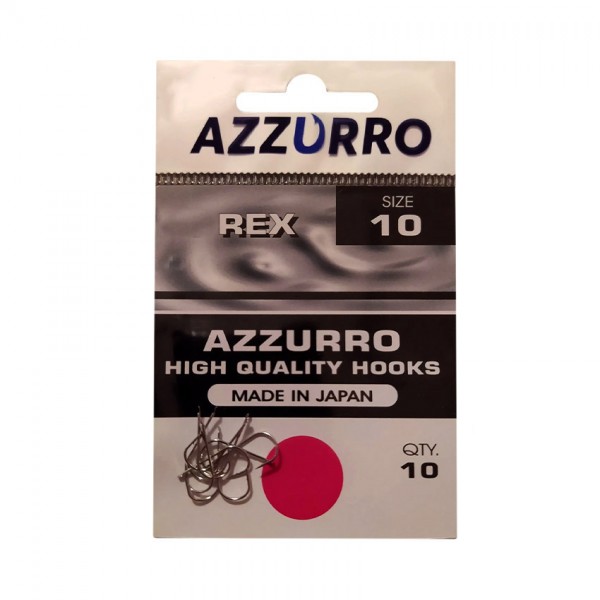 AZZURRO
REX
SIZE
10
AZZURRO
HIGH QUALITY HOOKS
MADE IN JAPAN
QTY.
10